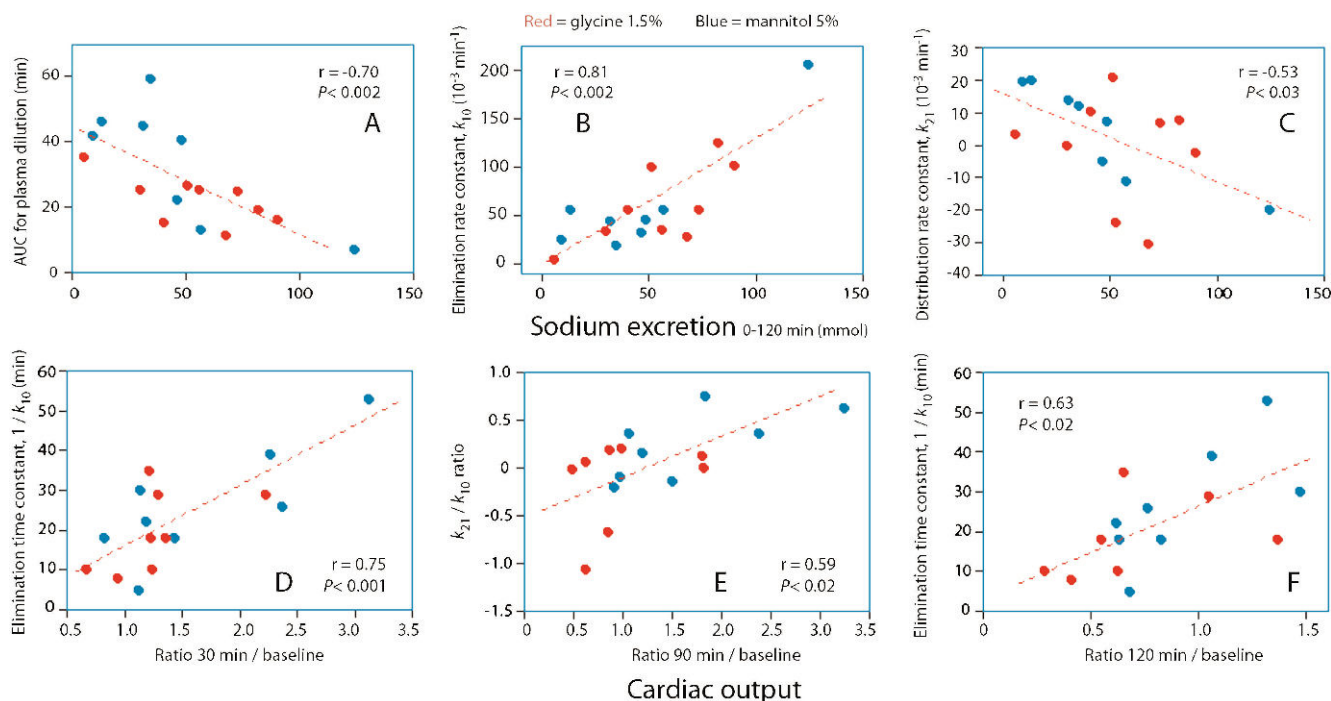 Red = glycine 1.5% Blue = mannitol 5%
AUC for plasma dilution (min)
60
40
20
0
0 50 100 150
r = -0.70
P< 0.002
A
Elimination rate constant, k10 (10-3 min-1)
200
150
100
50
0
0 50 100 150
r = 0.81
P< 0.002
B
Distribution rate constant, k21 (10-3 min-1)
30
20
10
0
-10
-20
-30
-40
0 50 100 150
r = -0.53
P< 0.03
C
Sodium excretion 0-120 min (mmol)
Elimination time constant, 1 / k10 (min)
60
50
40
30
20
10
0
0.5 1.0 1.5 2.0 2.5 3.0 3.5
r = 0.75
P< 0.001
D
Ratio 30 min / baseline
k21 / k10 ratio
1.0
0.5
0
-0.5
-1.0
-1.5
0 0.5 1.0 1.5 2.0 2.5 3.0 3.5
r = 0.59
P< 0.02
E
Ratio 90 min / baseline
Elimination time constant, 1 / k10 (min)
60
50
40
30
20
10
0
0 0.5 1.0 1.5
r = 0.63
P< 0.02
F
Ratio 120 min / baseline
Cardiac output